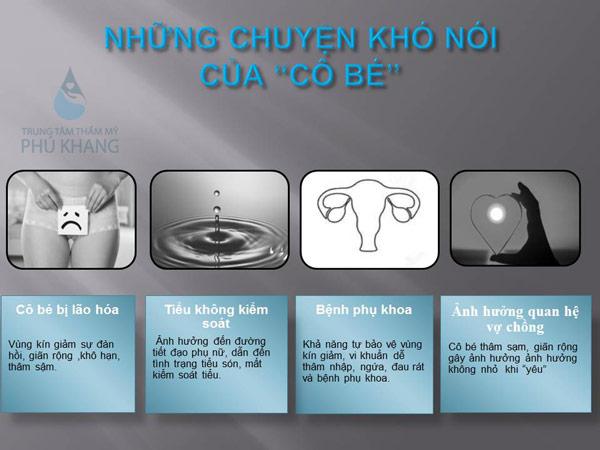 NHỮNG CHUYỆN KHÓ NÓI
CỦA “CÔ BÉ”
TRUNG TÂM THẨM MỸ
PHÚ KHANG
Cô bé bị lão hóa
Vùng kín giảm sự đàn
hồi, giãn rộng ,khô hạn,
thâm sậm.
Tiểu không kiểm
soát
Ảnh hưởng đến đường
tiết đạo phụ nữ, dẫn đến
tình trạng tiểu són, mất
kiểm soát tiểu.
Bệnh phụ khoa
Khả năng tự bảo vệ vùng
kín giảm, vi khuẩn dễ
thâm nhập, ngứa, đau rát
và bệnh phụ khoa.
Ảnh hưởng quan hệ
vợ chồng
Cô bé thâm sạm, giãn rộng
gây ảnh hưởng ảnh hưởng
không nhỏ khi “yêu”